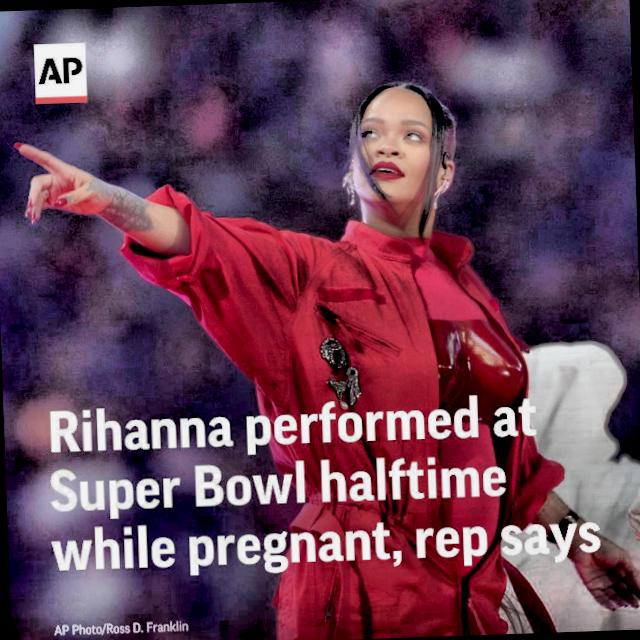 AP
Rihanna performed at
Super Bowl halftime
while pregnant, rep says
AP Photo/Ross D. Franklin